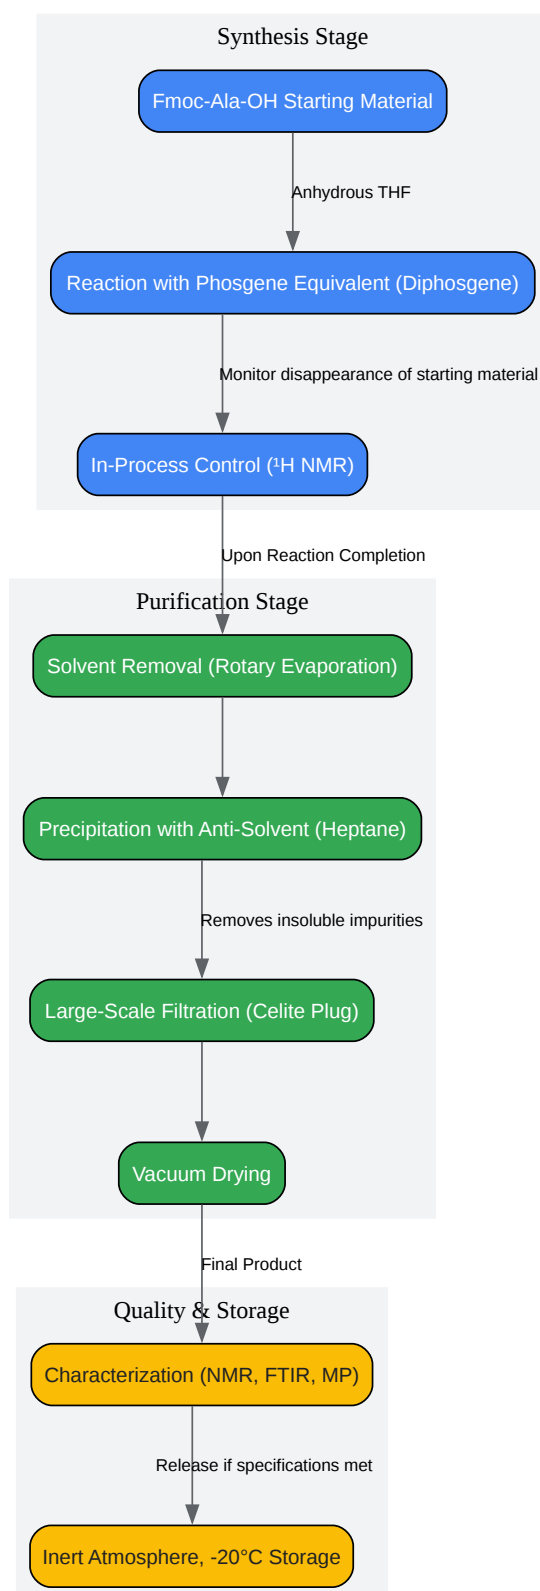 Synthesis Stage
Fmoc-Ala-OH Starting Material
Anhydrous THF
Reaction with Phosgene Equivalent (Diphosgene)
Monitor disappearance of starting material
In-Process Control (¹H NMR)
Upon Reaction Completion
Purification Stage
Solvent Removal (Rotary Evaporation)
Precipitation with Anti-Solvent (Heptane)
Removes insoluble impurities
Large-Scale Filtration (Celite Plug)
Vacuum Drying
Final Product
Quality & Storage
Characterization (NMR, FTIR, MP)
Release if specifications met
Inert Atmosphere, -20°C Storage